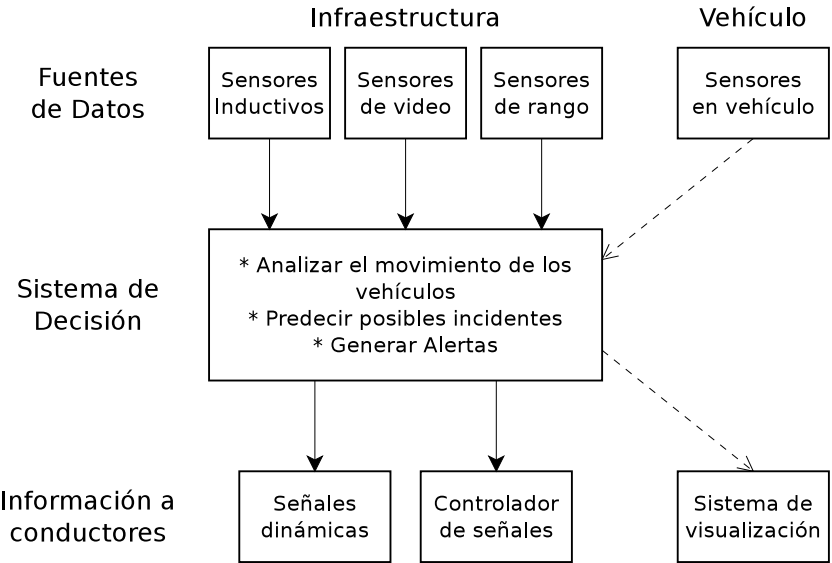 Infraestructura
Vehículo
Fuentes
de Datos
Sensores
Inductivos
Sensores
de video
Sensores
de rango
Sensores
en vehículo
Sistema de
Decisión
* Analizar el movimiento de los
vehículos
* Predecir posibles incidentes
* Generar Alertas
Información a
conductores
Señales
dinámicas
Controlador
de señales
Sistema de
visualización